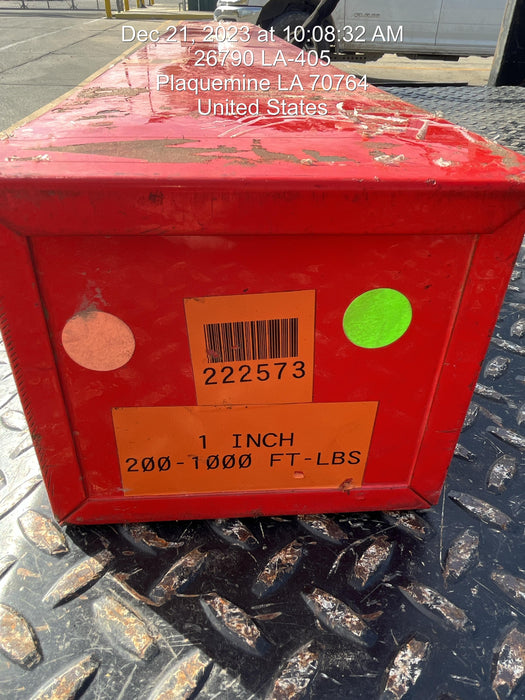 Dec 21, 2023 at 10:08:32 AM
26790 LA-405
Plaquemine LA 70764
United States
222573
1 INCH
200-1000 FT-LBS